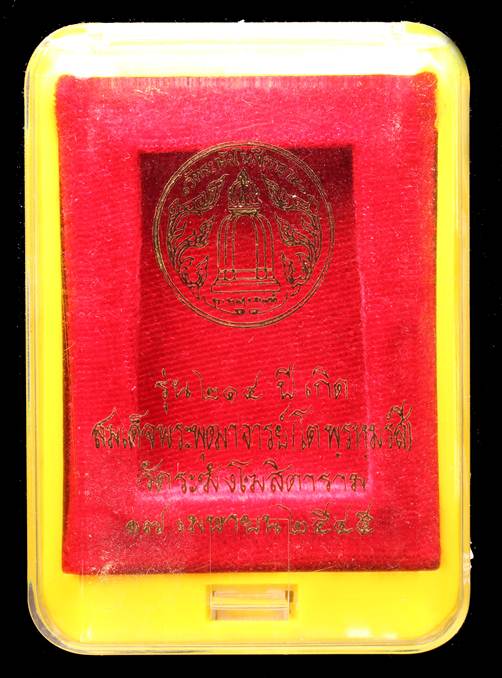 รุ่น ๒๑๔ ปี เกิด
สมเด็จพระพุฒาจารย์(โต พรหมรังสี)
วัดระฆังโฆสิตาราม
๑๗ เมษายน ๒๕๔๕